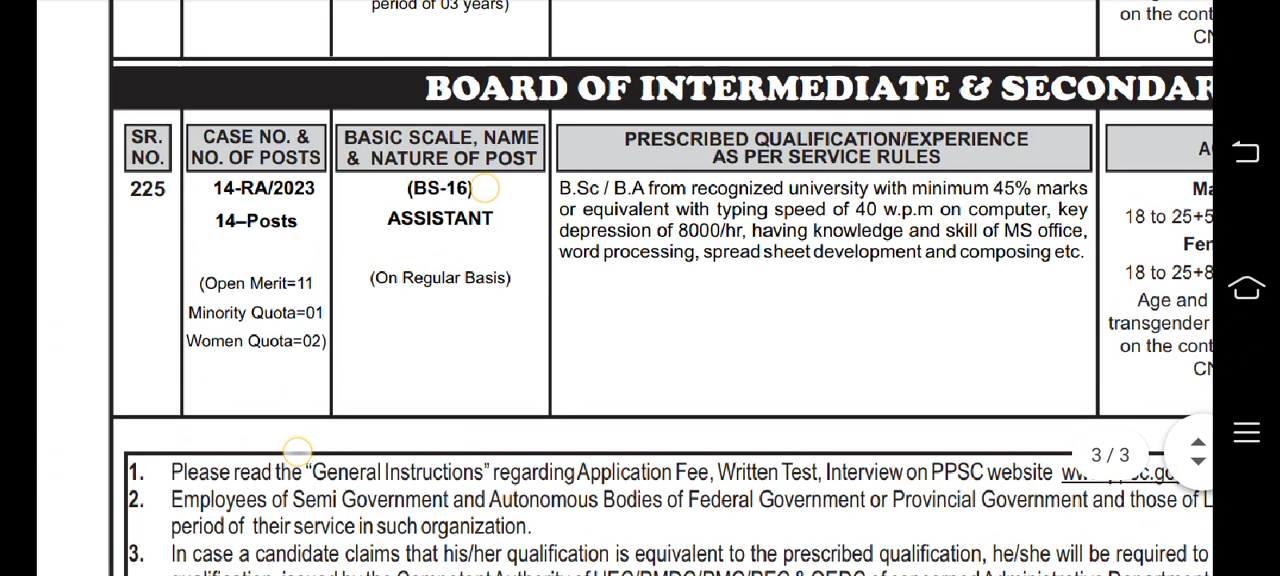 period of 03 years)
on the cont
BOARD OF INTERMEDIATE & SECONDAR
SR. NO.
CASE NO. & NO. OF POSTS
BASIC SCALE, NAME & NATURE OF POST
PRESCRIBED QUALIFICATION/EXPERIENCE
AS PER SERVICE RULES
225
14-RA/2023
14–Posts
(Open Merit=11
Minority Quota=01
Women Quota=02)
(BS-16)
ASSISTANT
(On Regular Basis)
B.Sc / B.A from recognized university with minimum 45% marks
or equivalent with typing speed of 40 w.p.m on computer, key
depression of 8000/hr, having knowledge and skill of MS office,
word processing, spread sheet development and composing etc.
18 to 25+5
18 to 25+8
Age and
transgender
on the cont
3 / 3
1. Please read the “General Instructions” regarding Application Fee, Written Test, Interview on PPSC website
2. Employees of Semi Government and Autonomous Bodies of Federal Government or Provincial Government and those of L
period of their service in such organization.
3. In case a candidate claims that his/her qualification is equivalent to the prescribed qualification, he/she will be required to